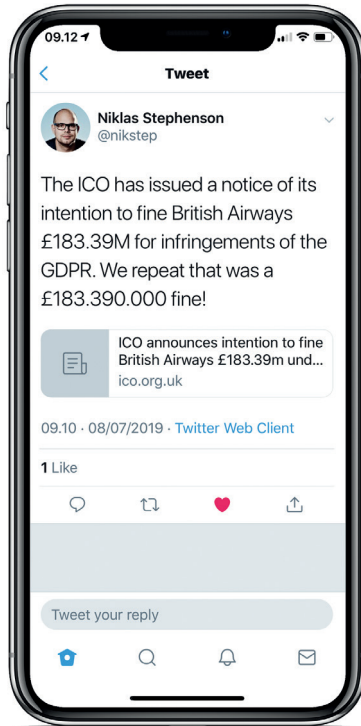 09.12
Tweet
Niklas Stephenson
@nikstep
The ICO has issued a notice of its
intention to fine British Airways
£183.39M for infringements of the
GDPR. We repeat that was a
£183.390.000 fine!
ICO announces intention to fine
British Airways £183.39m und...
ico.org.uk
09.10 · 08/07/2019 · Twitter Web Client
1 Like
Tweet your reply